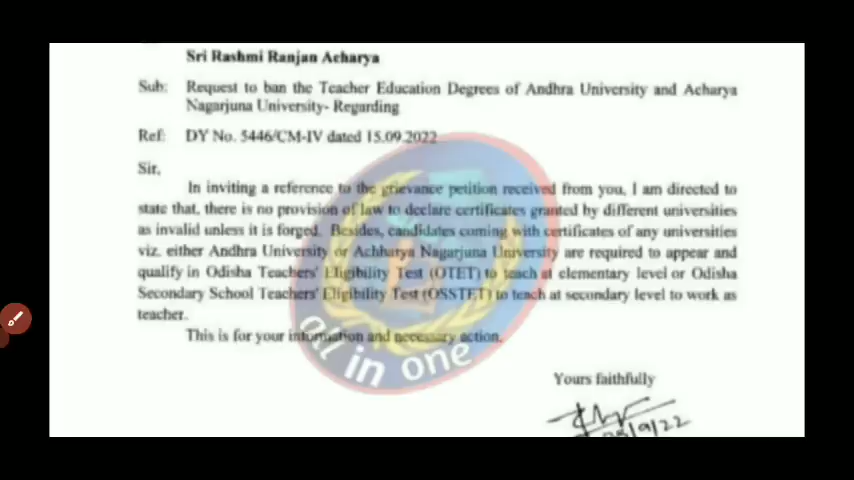 Sri Rashmi Ranjan Acharya
Sub: Request to ban the Teacher Education Degrees of Andhra University and Acharya
Nagarjuna University- Regarding
Ref: DY No. 5446/CM-IV dated 15.09.2022
Sir,
In inviting a reference to the grievance petition received from you, I am directed to
state that, there is no provision of law to declare certificates granted by different universities
as invalid unless it is forged. Besides, candidates coming with certificates of any universities
viz. either Andhra University or Achharya Nagarjuna University are required to appear and
qualify in Odisha Teachers' Eligibility Test (OTET) to teach at elementary level or Odisha
Secondary School Teachers' Eligibility Test (OSSTET) to teach at secondary level to work as
teacher.
This is for your information and necessary action.
all in one
Yours faithfully
/9/22